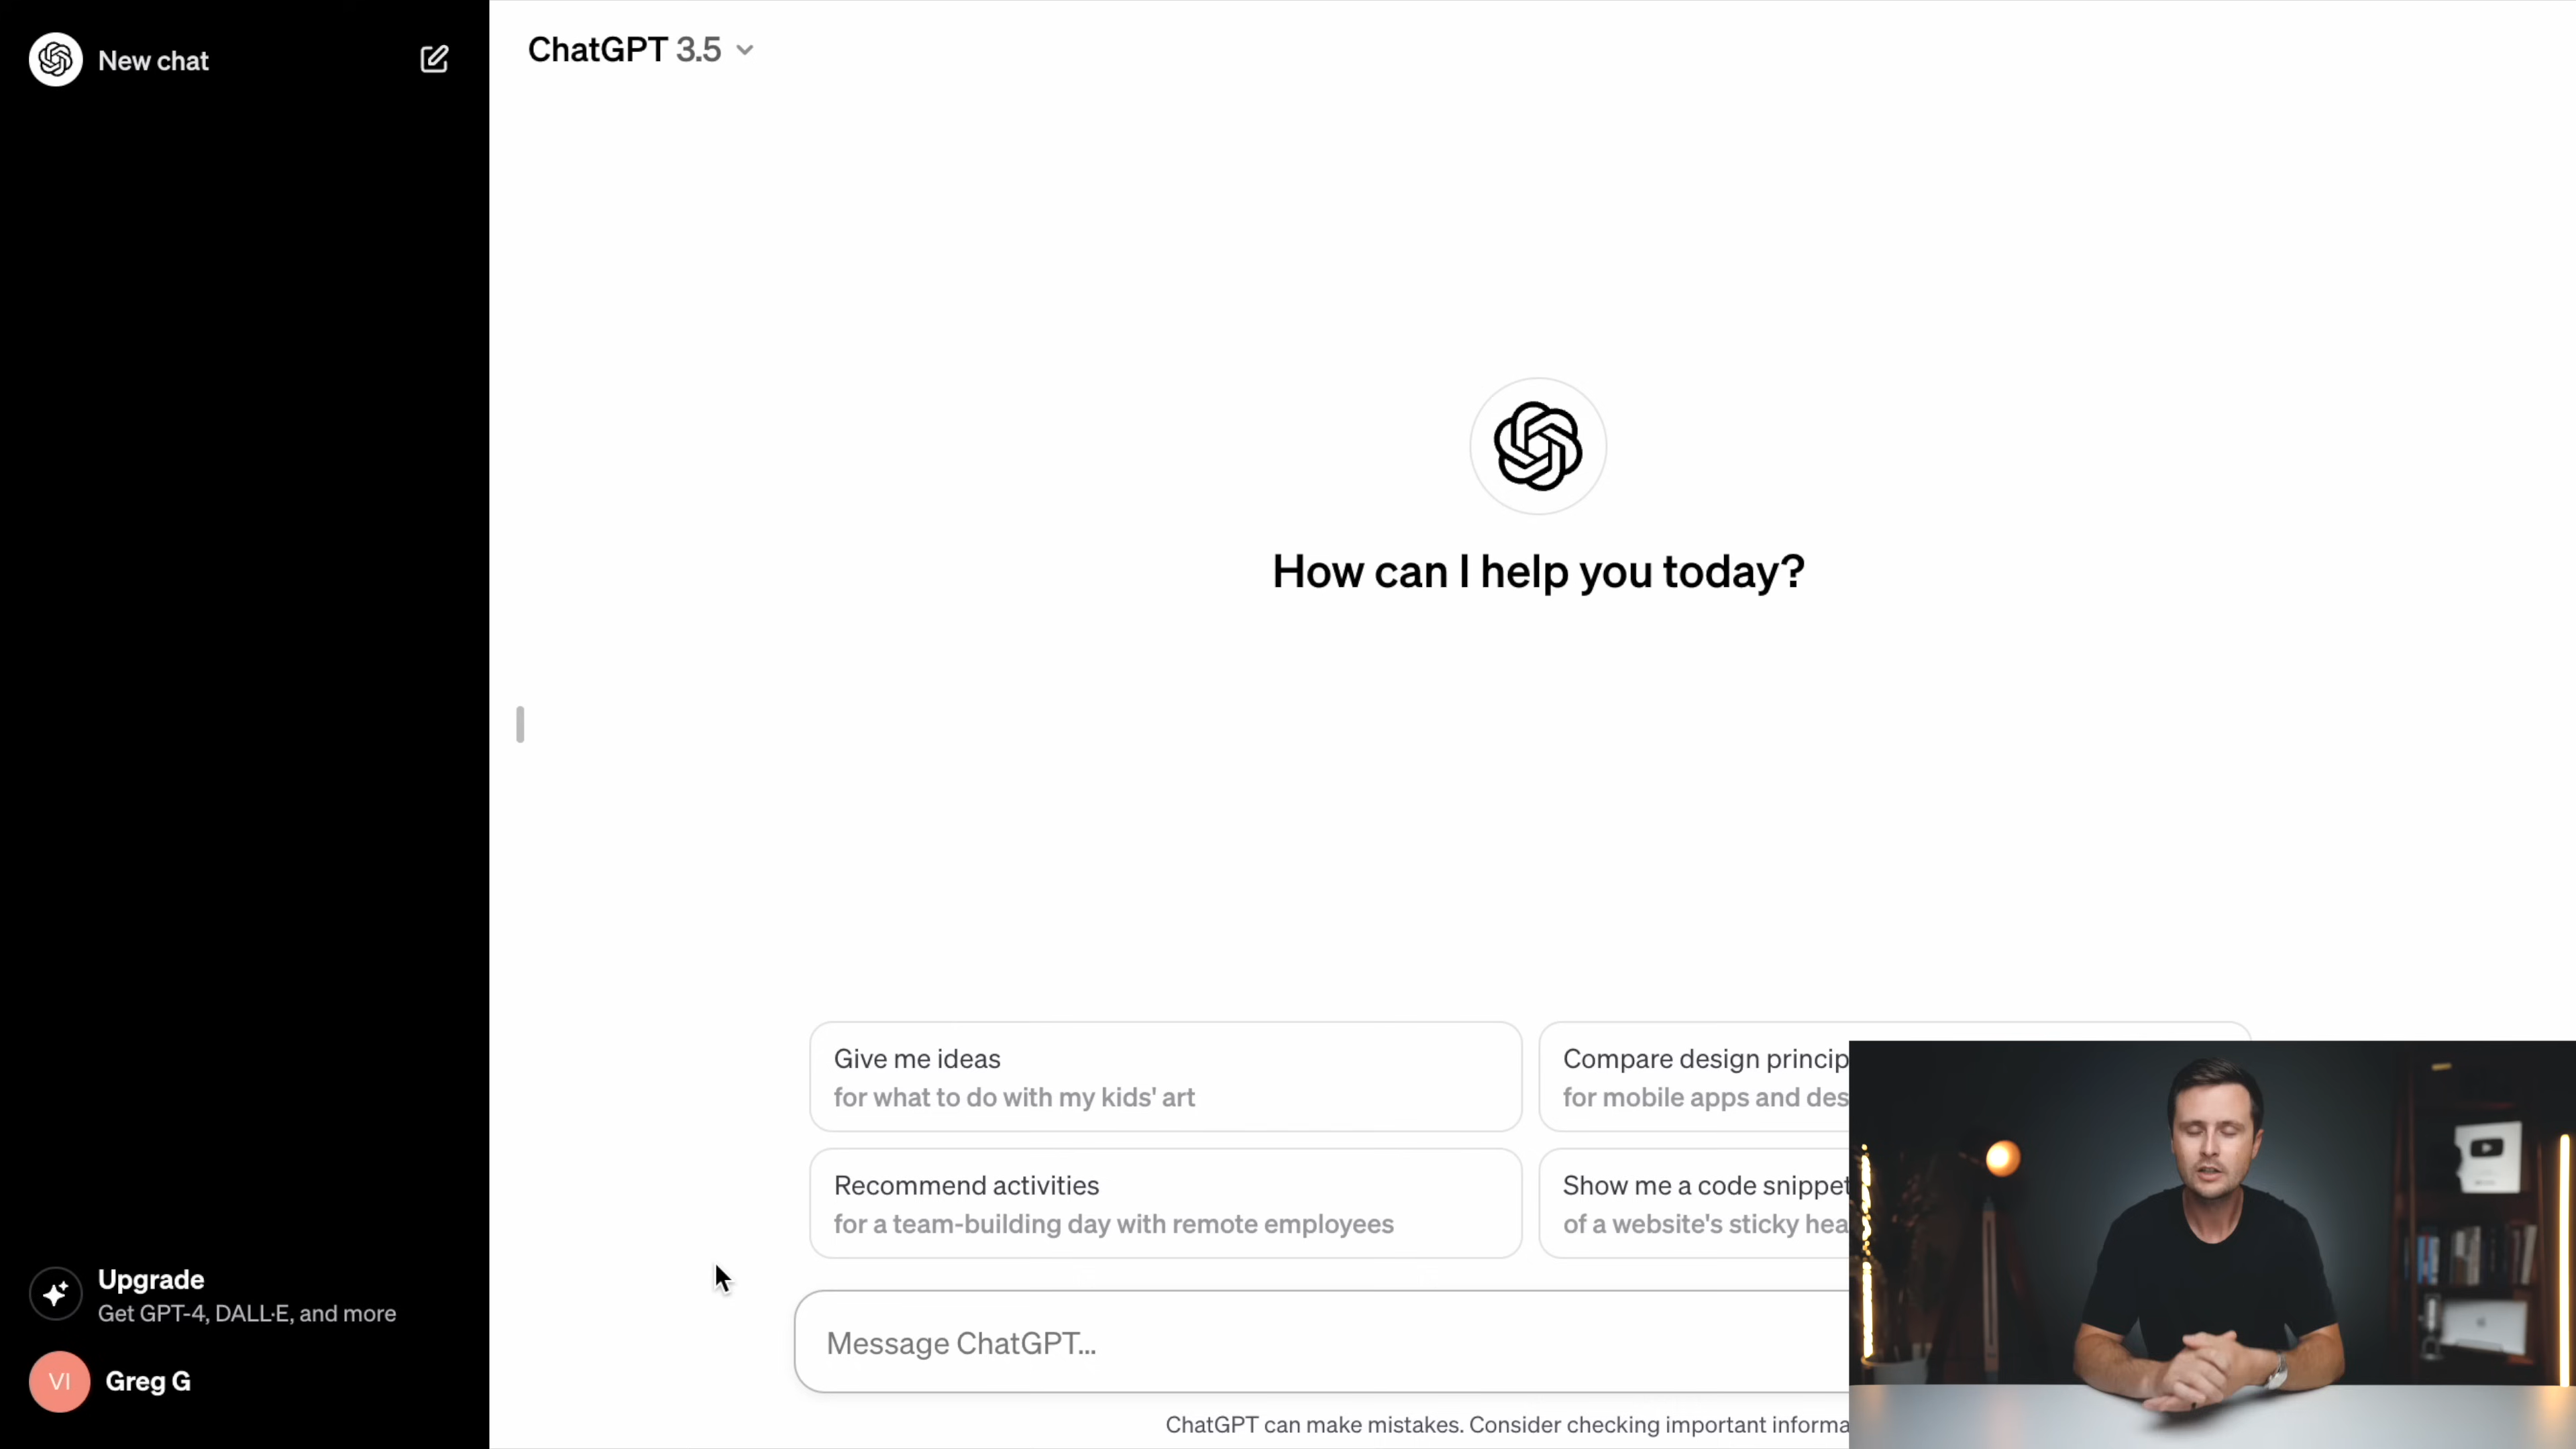 New chat
ChatGPT 3.5
How can I help you today?
Give me ideas
for what to do with my kids' art
Compare design princip
for mobile apps and des
Recommend activities
for a team-building day with remote employees
Show me a code snippet
of a website's sticky hea
Upgrade
Get GPT-4, DALL·E, and more
VI
Greg G
Message ChatGPT...
ChatGPT can make mistakes. Consider checking important informa